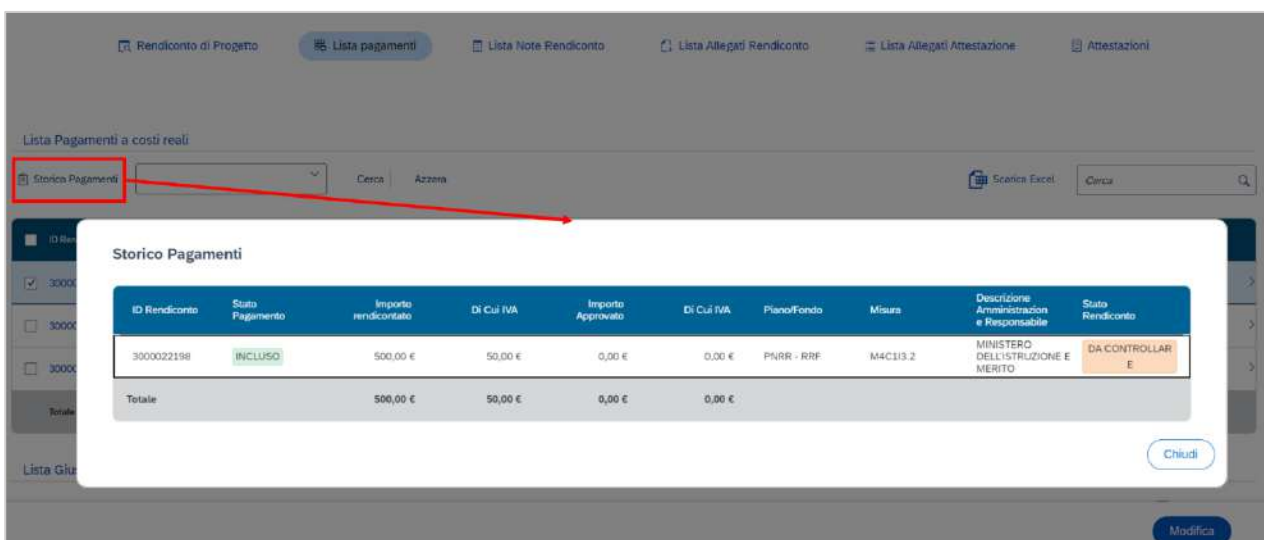 Rendiconto di Progetto Lista pagamenti Lista Note Rendiconto Lista Allegati Rendiconto Lista Allegati Attestazione Attestazioni
Lista Pagamenti a costi reali
Storico Pagamenti Cerca Azzera Scarica Excel Cerca
Storico Pagamenti
ID Rendiconto Stato Pagamento Importo rendicontato Di Cui IVA Importo Approvato Di Cui IVA Piano/Fondo Misura Descrizione Amministrazion e Responsabile Stato Rendiconto
3000022198 INCLUSO 500,00 € 50,00 € 0,00 € 0,00 € PNRR - RRF M4C1I3.2 MINISTERO DELL'ISTRUZIONE E MERITO DA CONTROLLAR E
Totale 500,00 € 50,00 € 0,00 € 0,00 €
Totale
Chiudi
Modifica